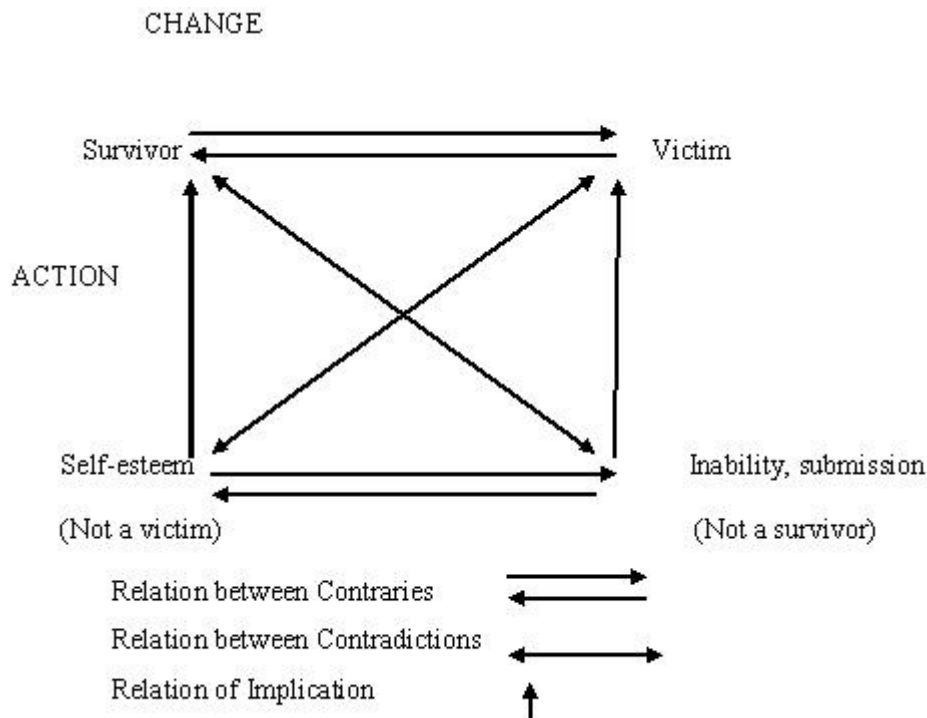 CHANGE
Survivor Victim
ACTION
Self-esteem Inability, submission
(Not a victim) (Not a survivor)
Relation between Contraries
Relation between Contradictions
Relation of Implication